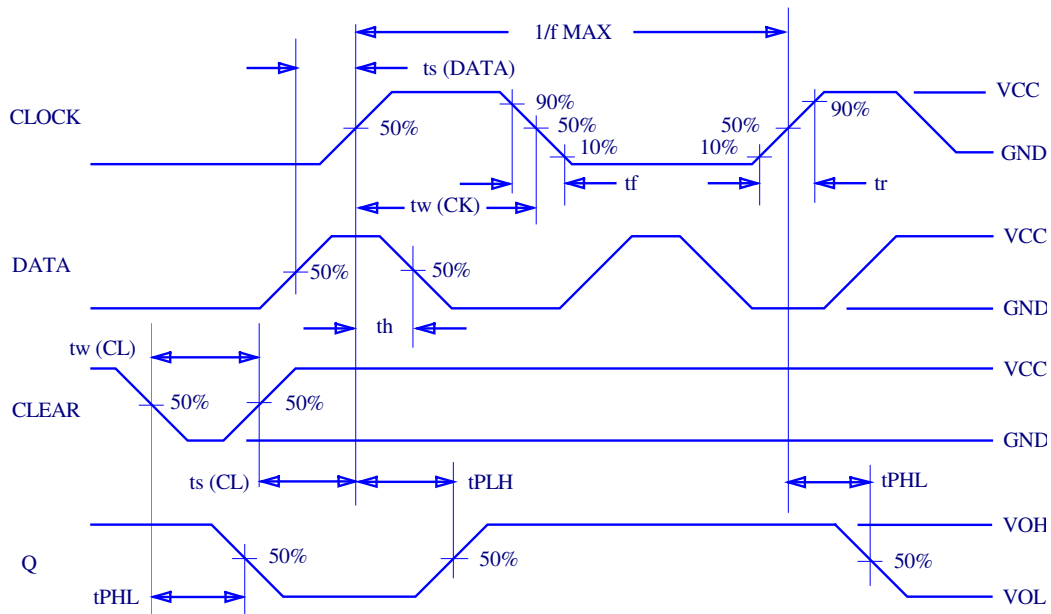 1/f MAX
ts (DATA)
VCC
90%
90%
CLOCK
50%
50%
50%
10%
10%
GND
tf
tr
tw (CK)
VCC
DATA
50%
50%
GND
th
tw (CL)
VCC
50%
50%
CLEAR
GND
ts (CL)
tPLH
tPHL
VOH
50%
50%
50%
Q
tPHL
VOL